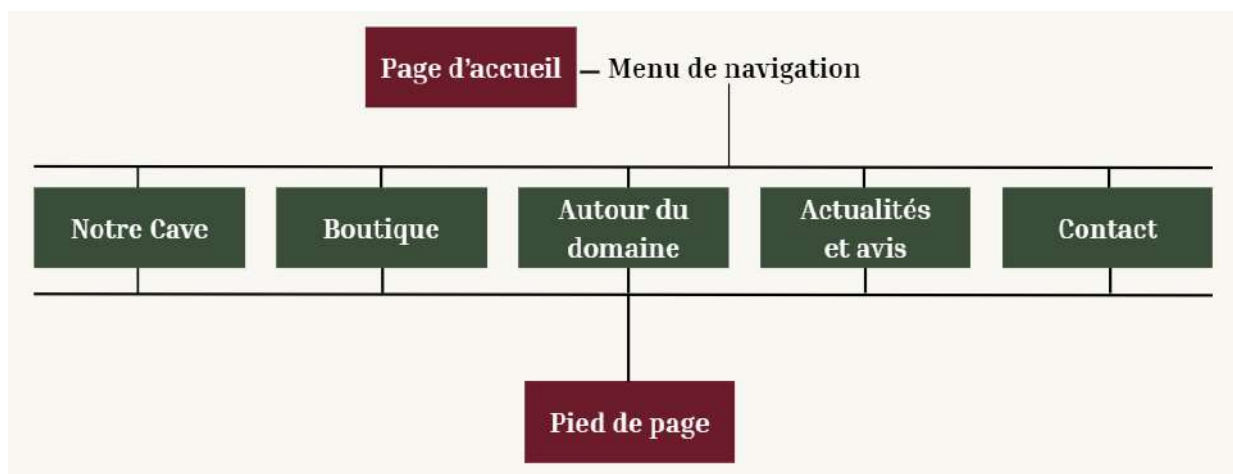 Page d'accueil – Menu de navigation
Notre Cave
Boutique
Autour du
domaine
Actualités
et avis
Contact
Pied de page